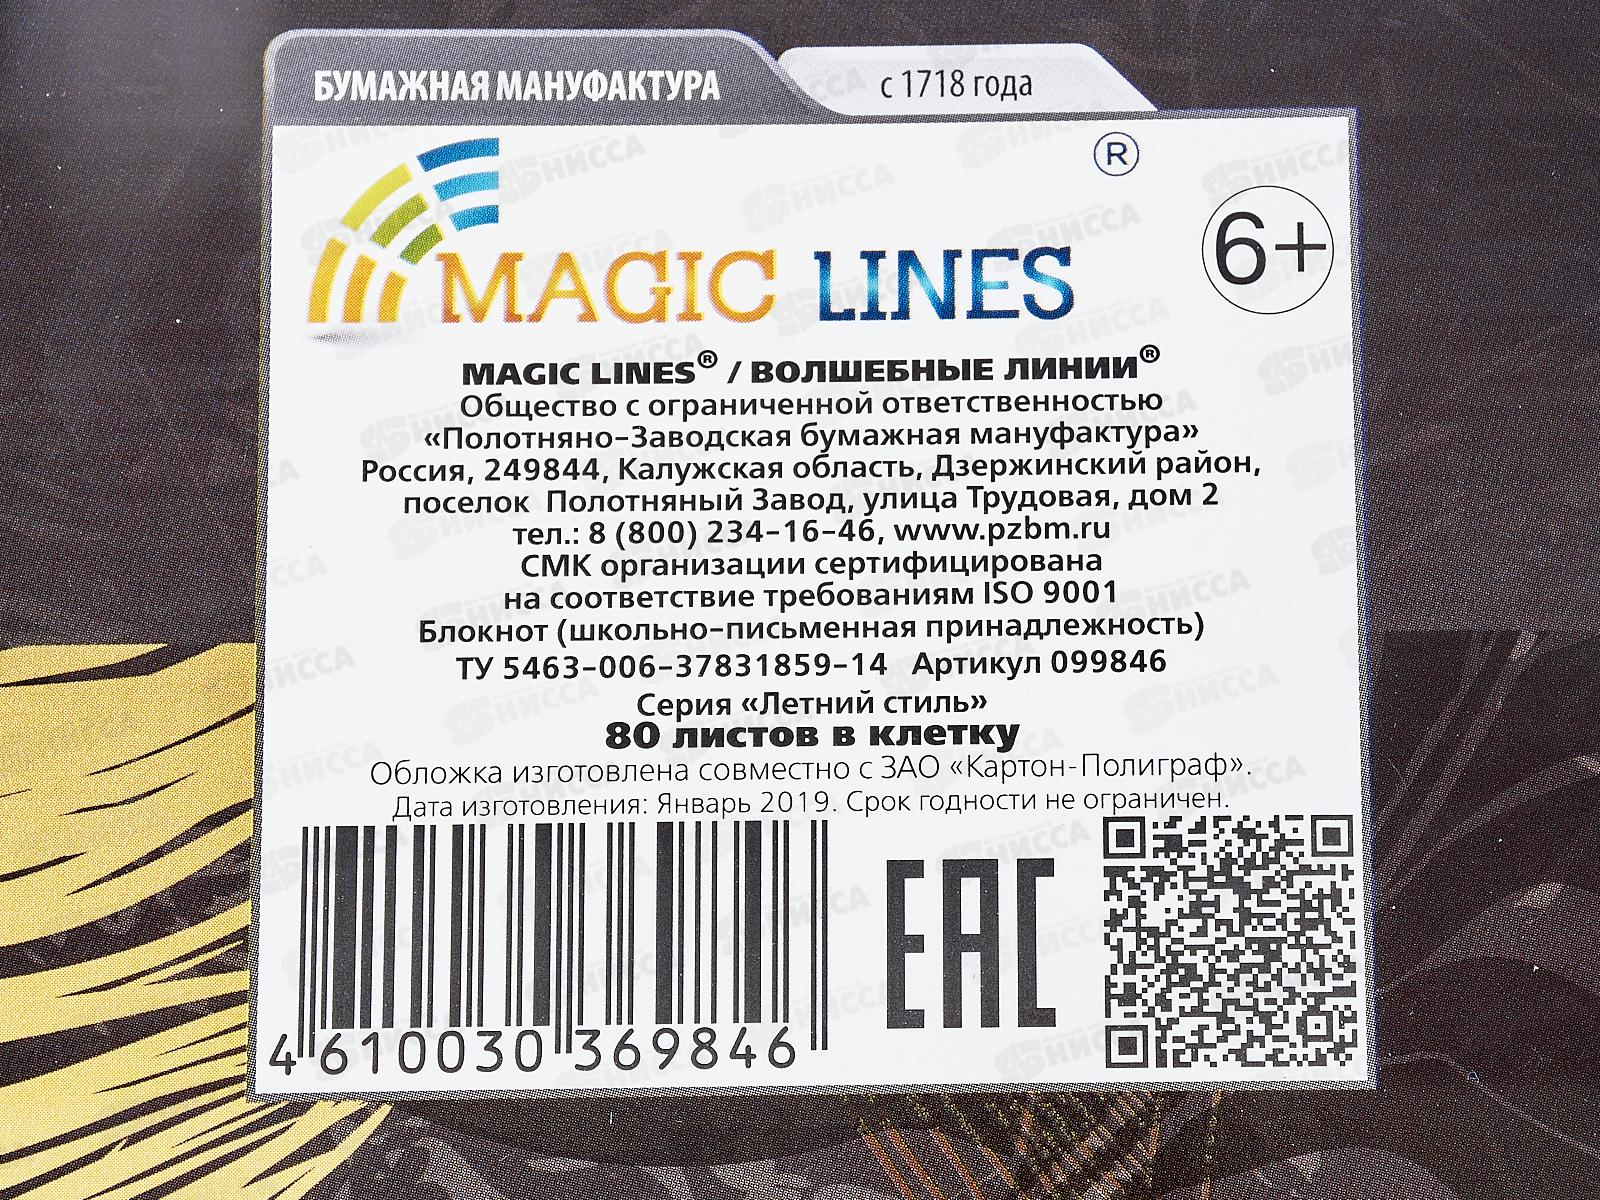 БУМАЖНАЯ МАНУФАКТУРА с 1718 года
®
MAGIC LINES
6+
MAGIC LINES® / ВОЛШЕБНЫЕ ЛИНИИ®
Общество с ограниченной ответственностью
«Полотняно-Заводская бумажная мануфактура»
Россия, 249844, Калужская область, Дзержинский район,
поселок Полотняный Завод, улица Трудовая, дом 2
тел.: 8 (800) 234-16-46, www.pzbm.ru
СМК организации сертифицирована
на соответствие требованиям ISO 9001
Блокнот (школьно-письменная принадлежность)
ТУ 5463-006-37831859-14 Артикул 099846
Серия «Летний стиль»
80 листов в клетку
Обложка изготовлена совместно с ЗАО «Картон-Полиграф».
Дата изготовления: Январь 2019. Срок годности не ограничен.
EAC
4 610030 369846
НИССА